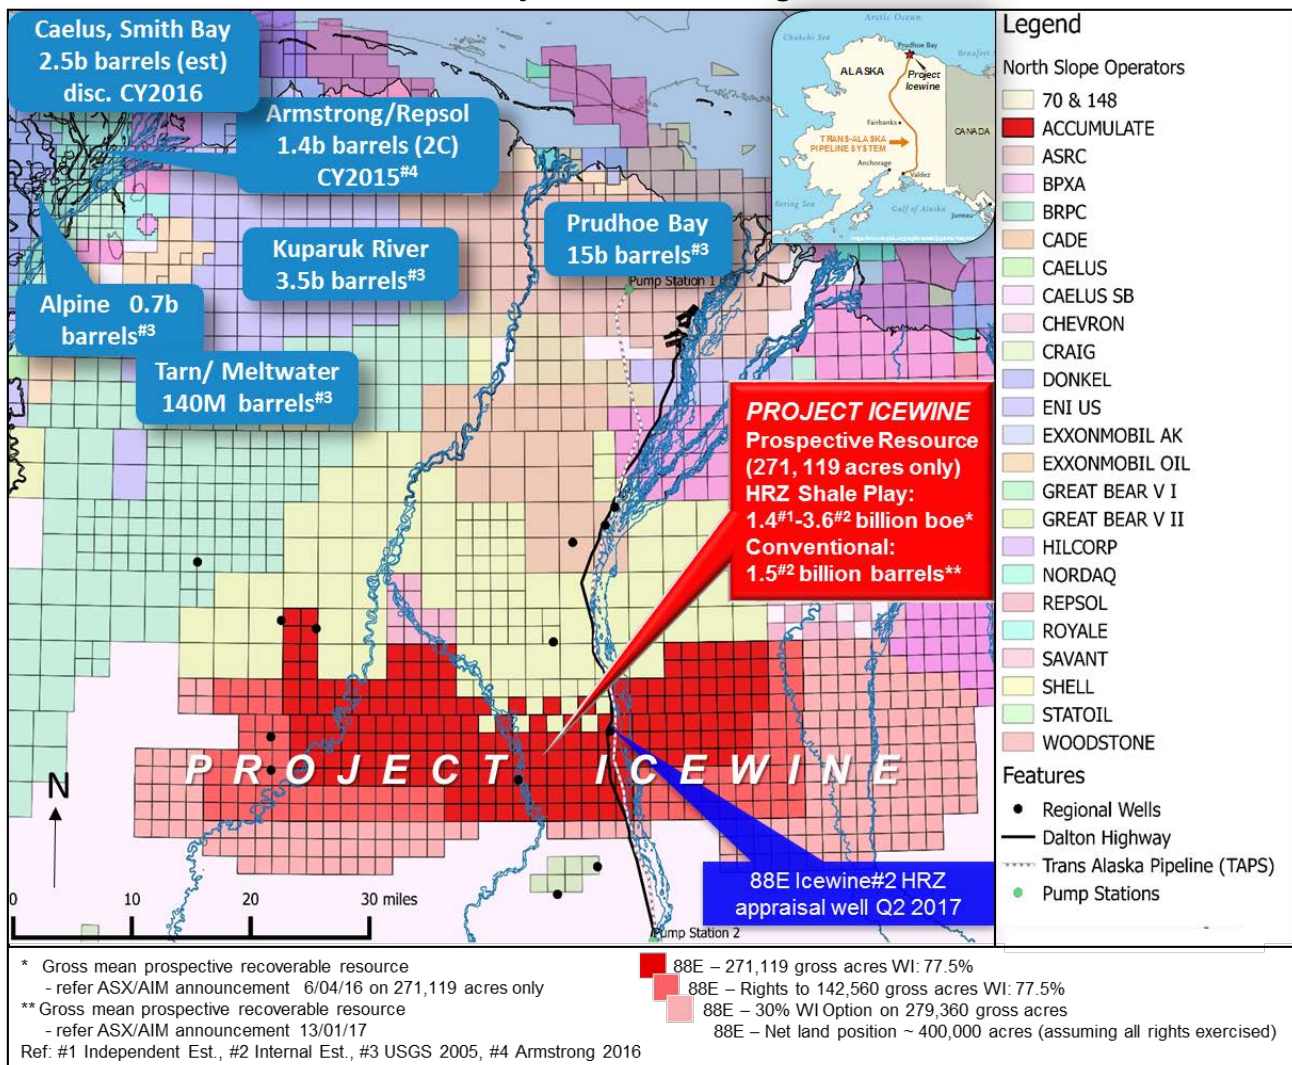 Caelus, Smith Bay
2.5b barrels (est)
disc. CY2016
Armstrong/Repsol
1.4b barrels (2C)
CY2015#4
Kuparuk River
3.5b barrels#3
Prudhoe Bay
15b barrels#3
Pump Station 1
Alpine 0.7b
barrels#3
Tarn/ Meltwater
140M barrels#3
PROJECT ICEWINE
Prospective Resource
(271, 119 acres only)
HRZ Shale Play:
1.4#1-3.6#2 billion boe*
Conventional:
1.5#2 billion barrels**
PROJECT ICEWINE
88E Icewine#2 HRZ
appraisal well Q2 2017
Pump Station 2
N
0 10 20 30 miles
Arctic Ocean
Chukchi Sea
Prudhoe Bay
Beaufort
ALASKA
Project
Icewine
Fairbanks
CANADA
TRANS-ALASKA
PIPELINE SYSTEM
Anchorage
Valdez
Bering Sea
Gulf of Alaska
Juneau
Legend
North Slope Operators
70 & 148
ACCUMULATE
ASRC
BPXA
BRPC
CADE
CAELUS
CAELUS SB
CHEVRON
CRAIG
DONKEL
ENI US
EXXONMOBIL AK
EXXONMOBIL OIL
GREAT BEAR V I
GREAT BEAR V II
HILCORP
NORDAQ
REPSOL
ROYALE
SAVANT
SHELL
STATOIL
WOODSTONE
Features
Regional Wells
Dalton Highway
Trans Alaska Pipeline (TAPS)
Pump Stations
* Gross mean prospective recoverable resource
- refer ASX/AIM announcement 6/04/16 on 271,119 acres only
** Gross mean prospective recoverable resource
- refer ASX/AIM announcement 13/01/17
Ref: #1 Independent Est., #2 Internal Est., #3 USGS 2005, #4 Armstrong 2016
88E – 271,119 gross acres WI: 77.5%
88E – Rights to 142,560 gross acres WI: 77.5%
88E – 30% WI Option on 279,360 gross acres
88E – Net land position ~ 400,000 acres (assuming all rights exercised)